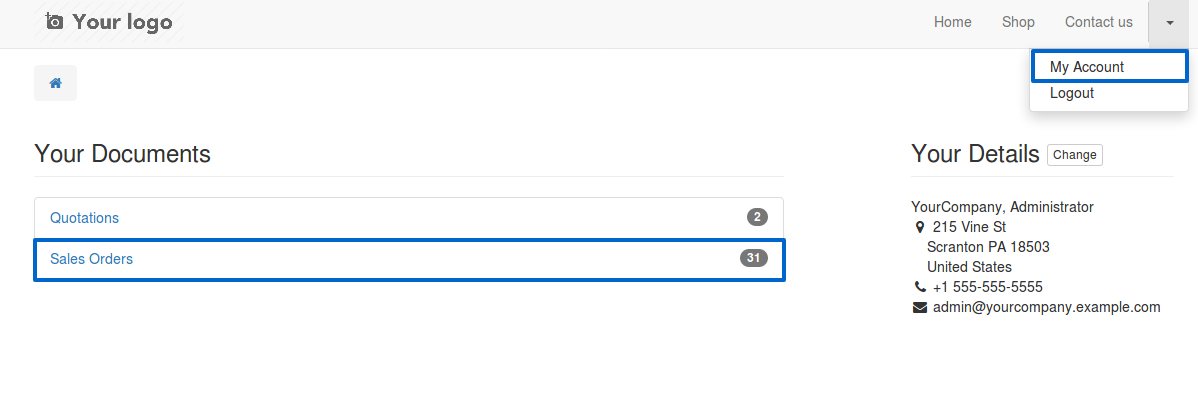 Your logo
Home Shop Contact us
My Account
Logout
Your Documents
Quotations 2
Sales Orders 31
Your Details Change
YourCompany, Administrator
215 Vine St
Scranton PA 18503
United States
+1 555-555-5555
admin@yourcompany.example.com